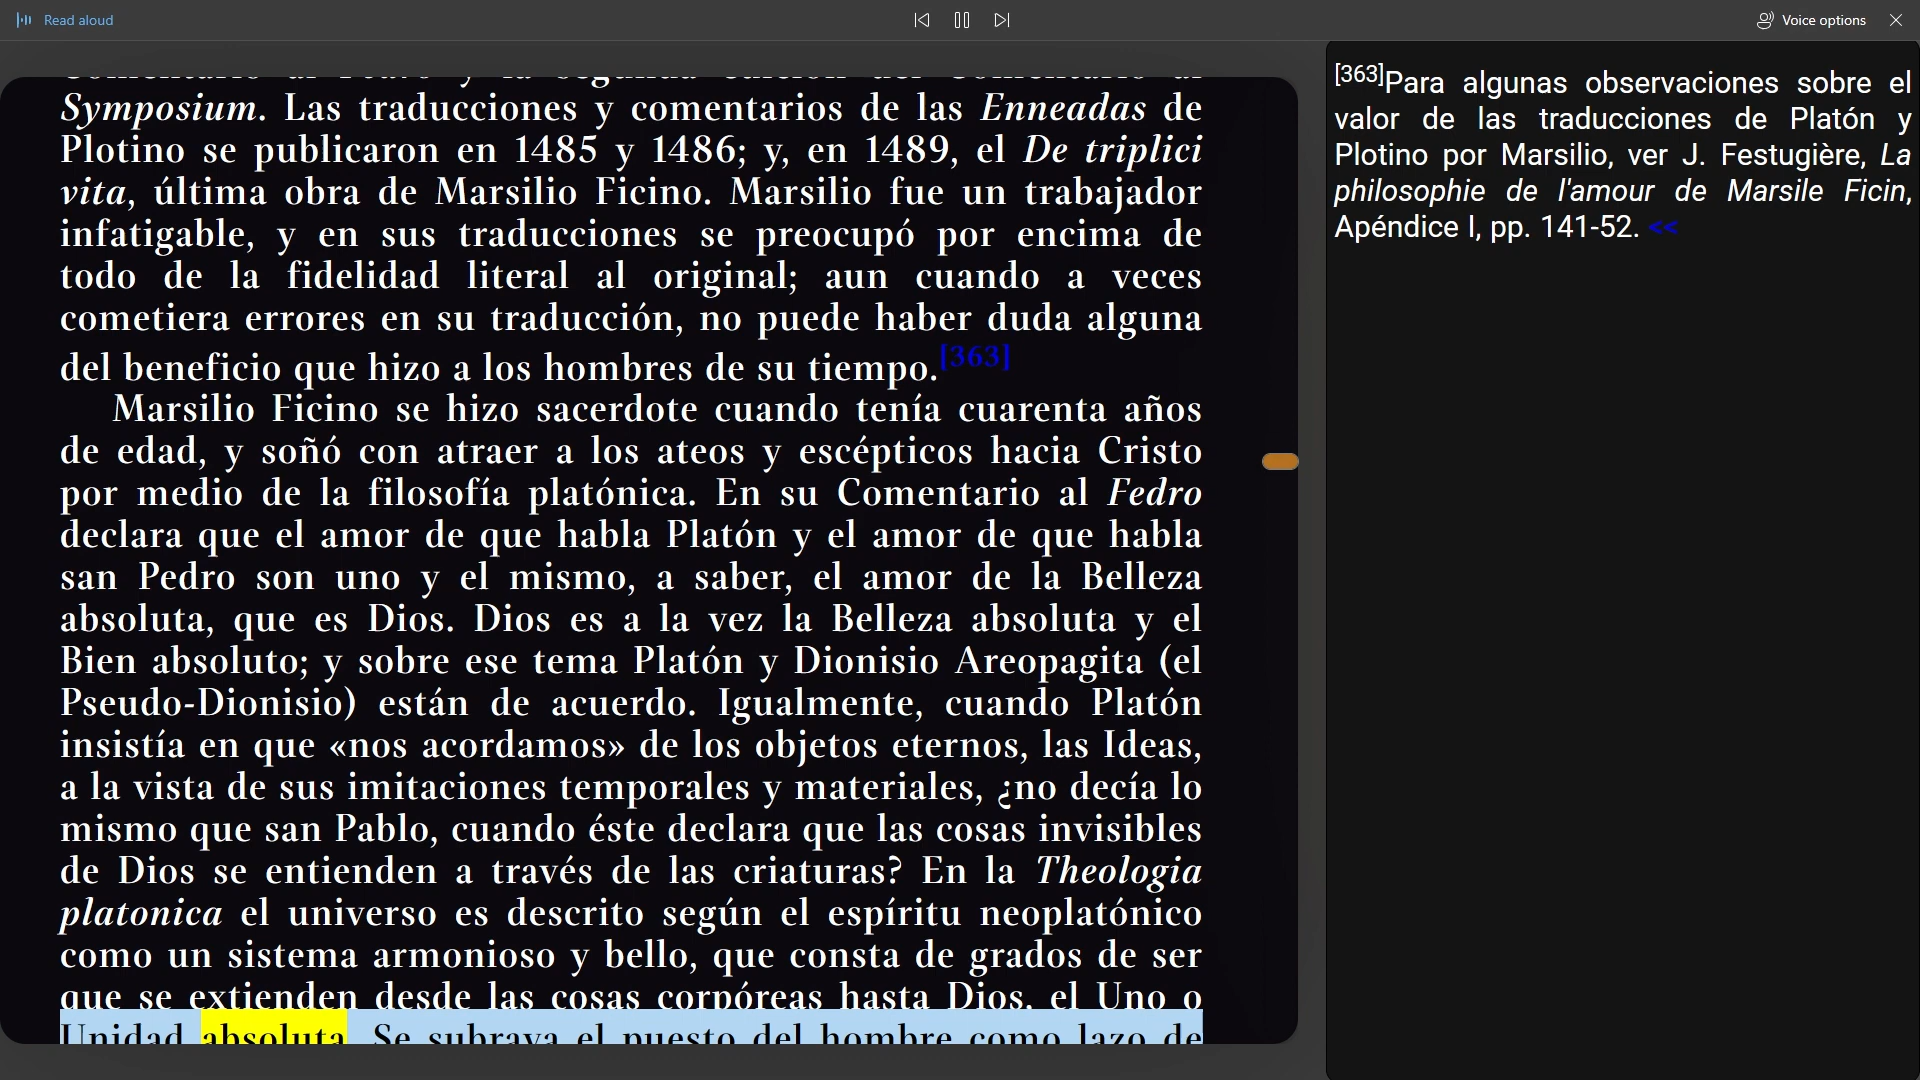 Read aloud
Voice options
Comentario al Fedro y la segunda edición del Comentario al
Symposium. Las traducciones y comentarios de las Enneadas de
Plotino se publicaron en 1485 y 1486; y, en 1489, el De triplici
vita, última obra de Marsilio Ficino. Marsilio fue un trabajador
infatigable, y en sus traducciones se preocupó por encima de
todo de la fidelidad literal al original; aun cuando a veces
cometiera errores en su traducción, no puede haber duda alguna
del beneficio que hizo a los hombres de su tiempo.[363]
Marsilio Ficino se hizo sacerdote cuando tenía cuarenta años
de edad, y soñó con atraer a los ateos y escépticos hacia Cristo
por medio de la filosofía platónica. En su Comentario al Fedro
declara que el amor de que habla Platón y el amor de que habla
san Pedro son uno y el mismo, a saber, el amor de la Belleza
absoluta, que es Dios. Dios es a la vez la Belleza absoluta y el
Bien absoluto; y sobre ese tema Platón y Dionisio Areopagita (el
Pseudo-Dionisio) están de acuerdo. Igualmente, cuando Platón
insistía en que «nos acordamos» de los objetos eternos, las Ideas,
a la vista de sus imitaciones temporales y materiales, ¿no decía lo
mismo que san Pablo, cuando éste declara que las cosas invisibles
de Dios se entienden a través de las criaturas? En la Theologia
platonica el universo es descrito según el espíritu neoplatónico
como un sistema armonioso y bello, que consta de grados de ser
que se extienden desde las cosas corpóreas hasta Dios, el Uno o
Unidad absoluta. Se subraya el puesto del hombre como lazo de
[363]Para algunas observaciones sobre el
valor de las traducciones de Platón y
Plotino por Marsilio, ver J. Festugière, La
philosophie de l'amour de Marsile Ficin,
Apéndice I, pp. 141-52. <<